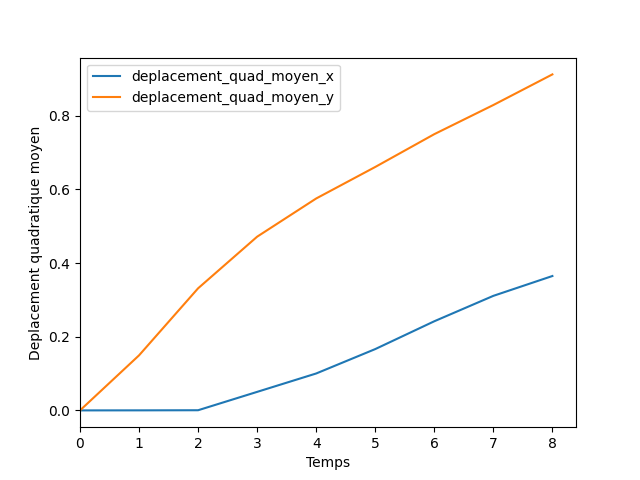 deplacement_quad_moyen_x
deplacement_quad_moyen_y
Deplacement quadratique moyen
0.8
0.6
0.4
0.2
0.0
0 1 2 3 4 5 6 7 8
Temps